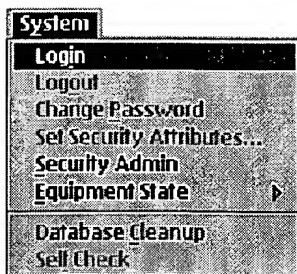 System
Login
Logout
Change Password
Set Security Attributes...
Security Admin
Equipment State
Database Cleanup
Self Check